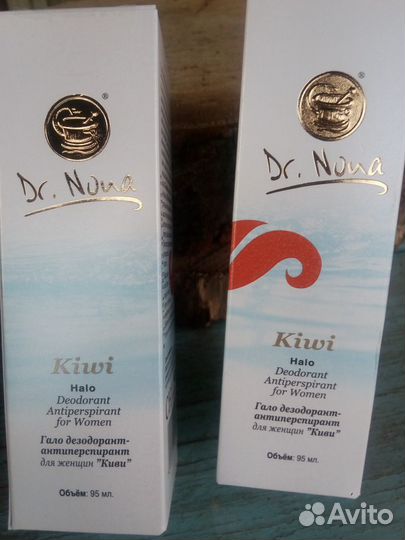 ®
Dr. Nona
Kiwi
Halo
Deodorant
Antiperspirant
for Women
Гало дезодорант-
антиперспирант
для женщин "Киви"
Объём: 95 мл.
®
Dr. Nona
Kiwi
Halo
Deodorant
Antiperspirant
for Women
Гало дезодорант-
антиперспирант
для женщин "Киви"
Объём: 95 мл.
Avito